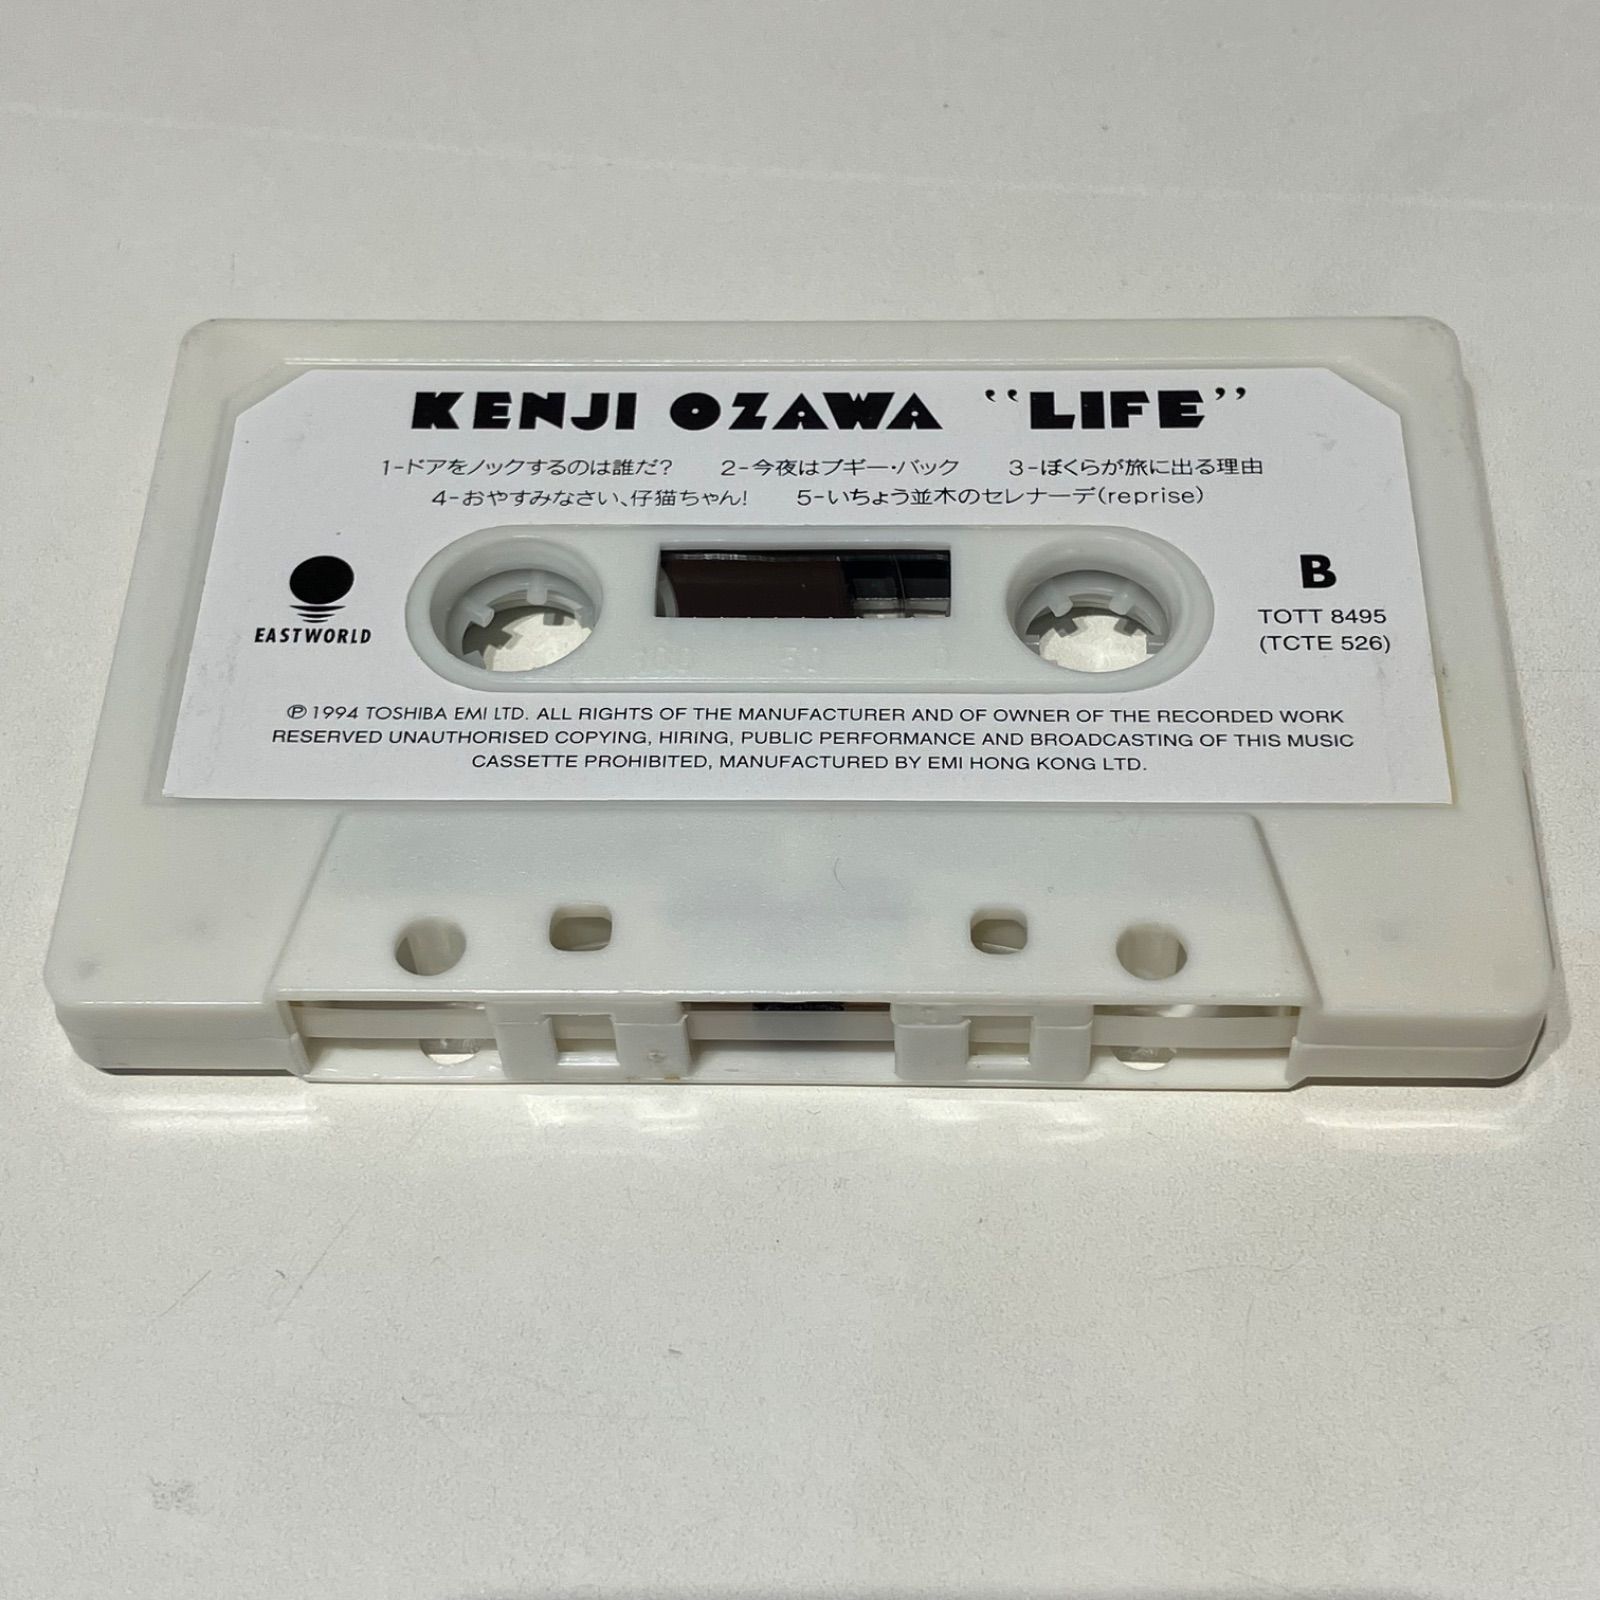 KENJI OZAWA “LIFE”
1-ドアをノックするのは誰だ? 2-今夜はブギー・バック 3-ぼくらが旅に出る理由
4-おやすみなさい、仔猫ちゃん! 5-いちょう並木のセレナーデ(reprise)
EASTWORLD
B
TOTT 8495
(TCTE 526)
Ⓟ 1994 TOSHIBA EMI LTD. ALL RIGHTS OF THE MANUFACTURER AND OF OWNER OF THE RECORDED WORK
RESERVED UNAUTHORISED COPYING, HIRING, PUBLIC PERFORMANCE AND BROADCASTING OF THIS MUSIC
CASSETTE PROHIBITED, MANUFACTURED BY EMI HONG KONG LTD.